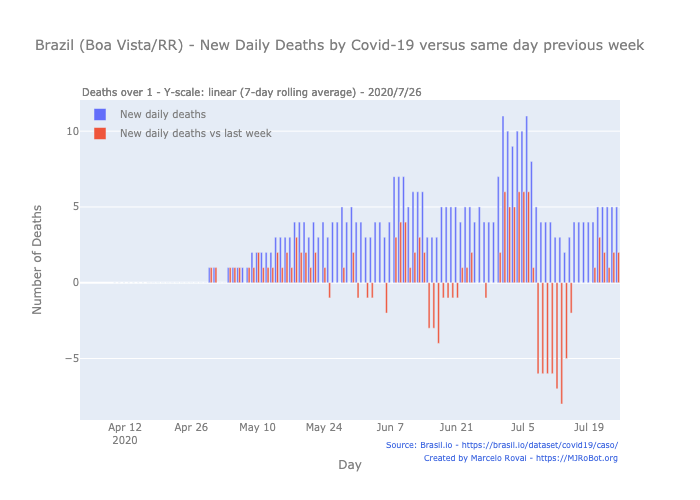 Brazil (Boa Vista/RR) - New Daily Deaths by Covid-19 versus same day previous week
Deaths over 1 - Y-scale: linear (7-day rolling average) - 2020/7/26
New daily deaths
New daily deaths vs last week
10
5
0
−5
Number of Deaths
Apr 12
2020
Apr 26
May 10
May 24
Jun 7
Jun 21
Jul 5
Jul 19
Day
Source: Brasil.io - https://brasil.io/dataset/covid19/caso/
Created by Marcelo Rovai - https://MJRoBot.org